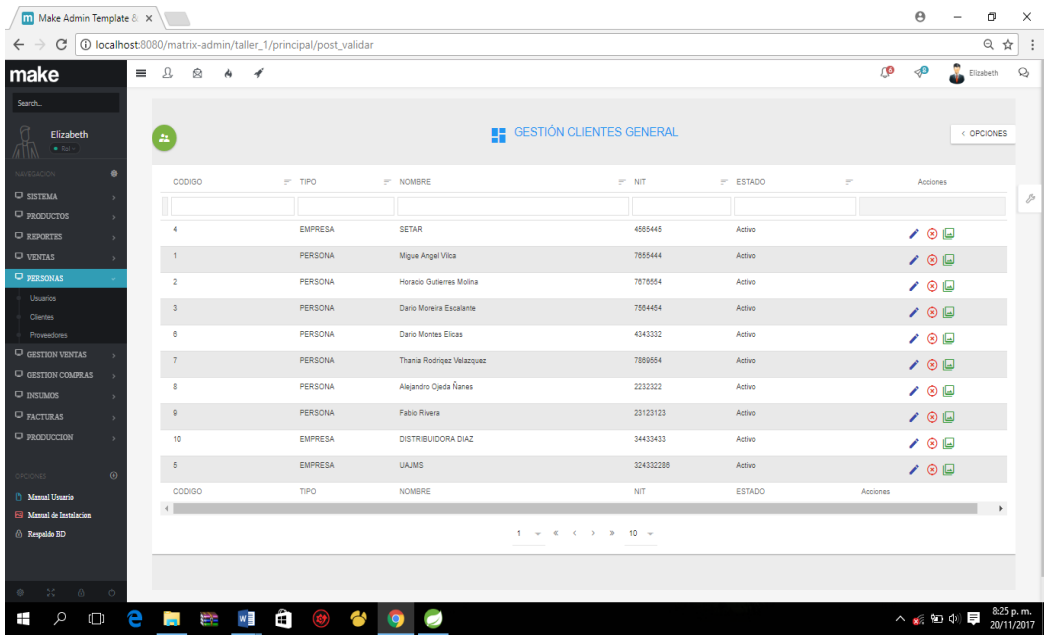 Make Admin Template &
localhost:8080/matrix-admin/taller_1/principal/post_validar
make
Elizabeth
Search...
Elizabeth
Rol
GESTIÓN CLIENTES GENERAL
< OPCIONES
NAVEGACION
SISTEMA
PRODUCTOS
REPORTES
VENTAS
PERSONAS
Usuarios
Clientes
Proveedores
GESTION VENTAS
GESTION COMPRAS
INSUMOS
FACTURAS
PRODUCCION
OPCIONES
Manual Usuario
Manual de Instalacion
Respaldo BD
CODIGO TIPO NOMBRE NIT ESTADO Acciones
4 EMPRESA SETAR 4565445 Activo
1 PERSONA Migue Angel Vilca 7655444 Activo
2 PERSONA Horacio Gutierres Molina 7676564 Activo
3 PERSONA Dario Moreira Escalante 7564454 Activo
6 PERSONA Dario Montes Elicas 4343332 Activo
7 PERSONA Thania Rodriqez Velazquez 7869554 Activo
8 PERSONA Alejandro Ojeda Ñanes 2232322 Activo
9 PERSONA Fabio Rivera 23123123 Activo
10 EMPRESA DISTRIBUIDORA DIAZ 34433433 Activo
5 EMPRESA UAJMS 324332286 Activo
CODIGO TIPO NOMBRE NIT ESTADO Acciones
1 « < > » 10
8:25 p. m.
20/11/2017